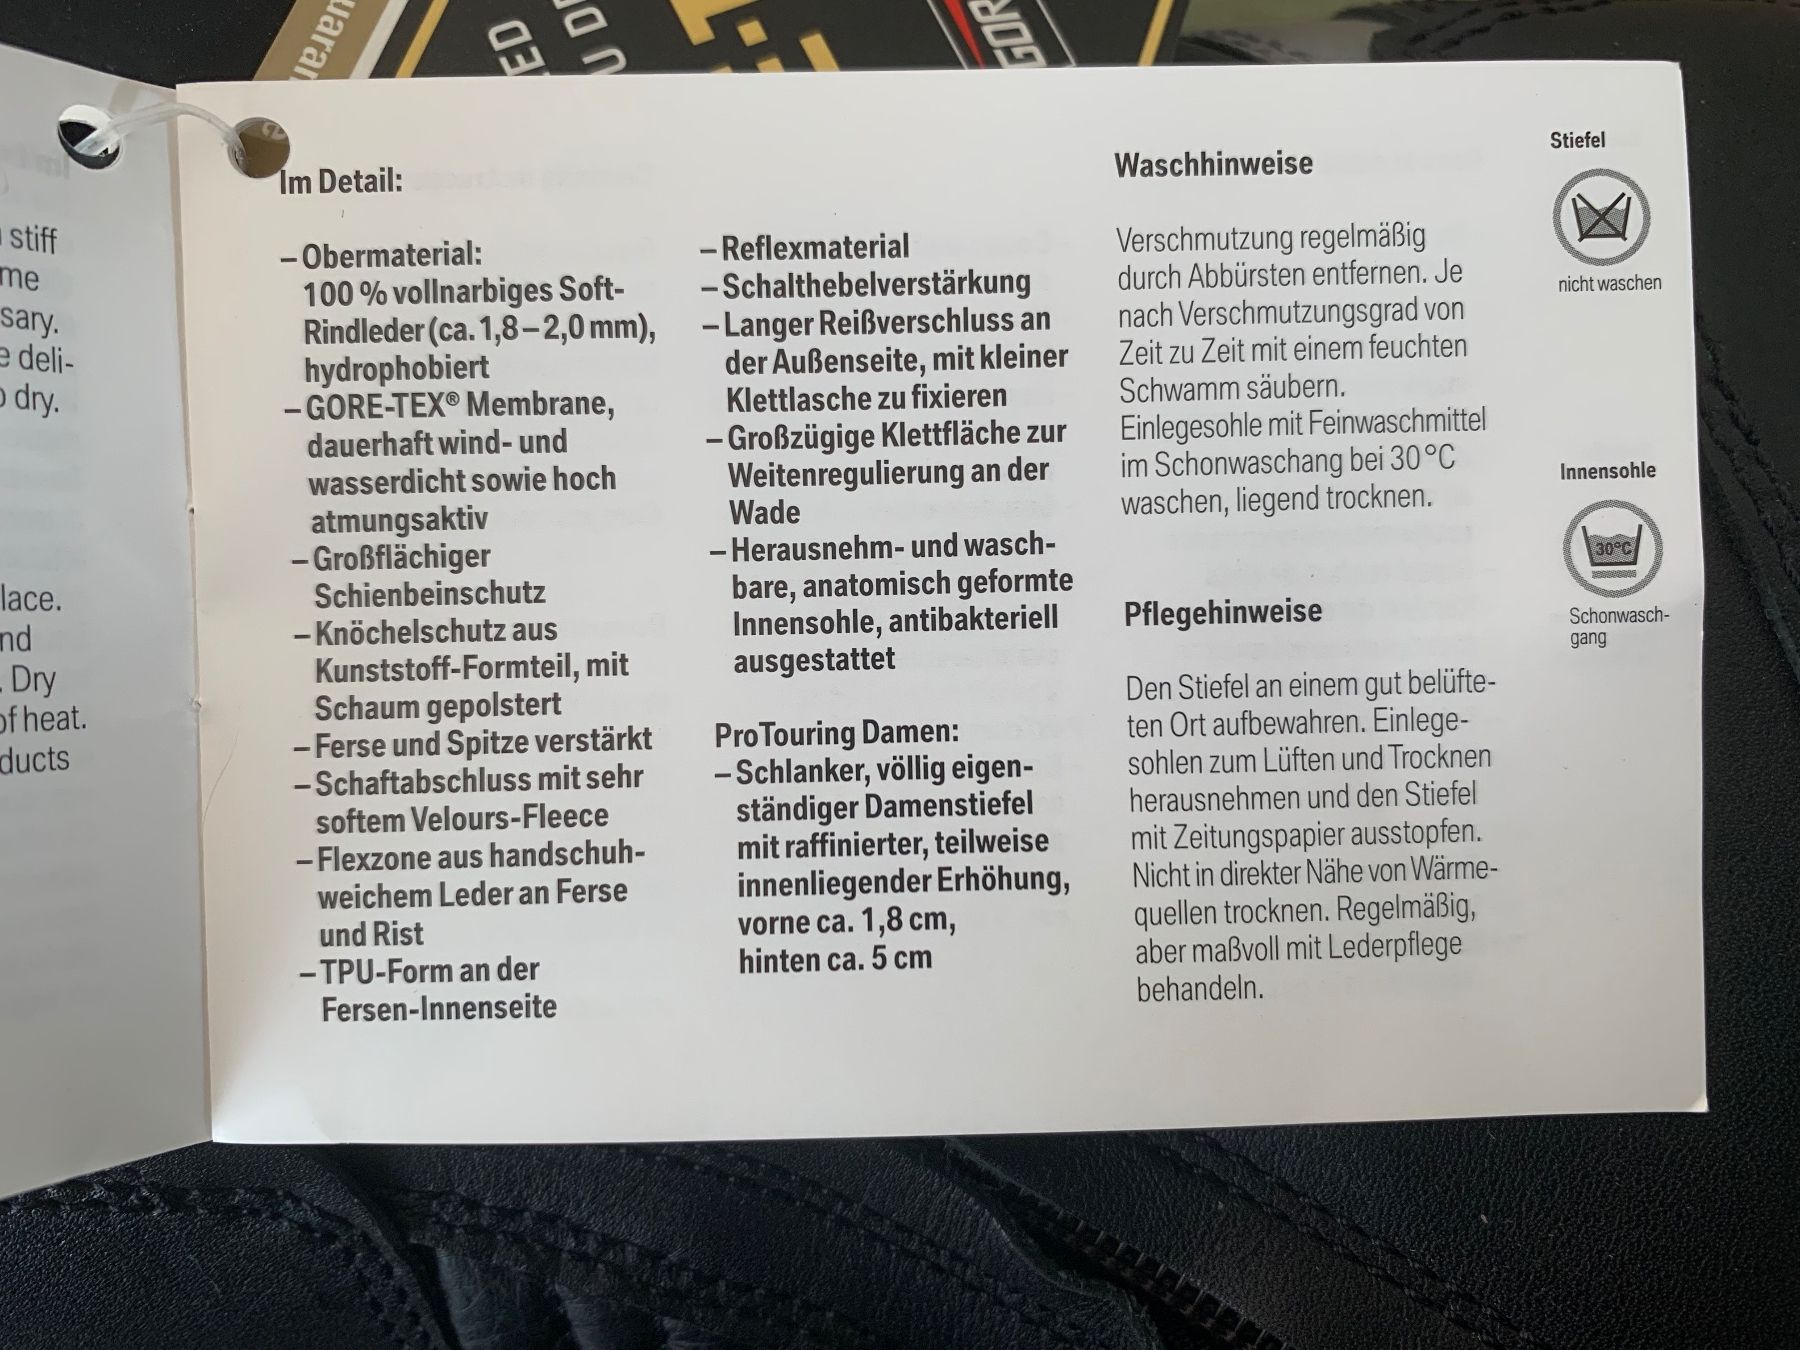 uaran
ED
U D
GOR
stiff
me
sary.
e deli-
dry.
lace.
nd
. Dry
of heat.
ducts
Im Detail:
– Obermaterial:
100 % vollnarbiges Soft-
Rindleder (ca. 1,8 – 2,0 mm),
hydrophobiert
– GORE-TEX® Membrane,
dauerhaft wind- und
wasserdicht sowie hoch
atmungsaktiv
– Großflächiger
Schienbeinschutz
– Knöchelschutz aus
Kunststoff-Formteil, mit
Schaum gepolstert
– Ferse und Spitze verstärkt
– Schaftabschluss mit sehr
softem Velours-Fleece
– Flexzone aus handschuh-
weichem Leder an Ferse
und Rist
– TPU-Form an der
Fersen-Innenseite
– Reflexmaterial
– Schalthebelverstärkung
– Langer Reißverschluss an
der Außenseite, mit kleiner
Klettlasche zu fixieren
– Großzügige Klettfläche zur
Weitenregulierung an der
Wade
– Herausnehm- und wasch-
bare, anatomisch geformte
Innensohle, antibakteriell
ausgestattet
ProTouring Damen:
– Schlanker, völlig eigen-
ständiger Damenstiefel
mit raffinierter, teilweise
innenliegender Erhöhung,
vorne ca. 1,8 cm,
hinten ca. 5 cm
Waschhinweise
Verschmutzung regelmäßig
durch Abbürsten entfernen. Je
nach Verschmutzungsgrad von
Zeit zu Zeit mit einem feuchten
Schwamm säubern.
Einlegesohle mit Feinwaschmittel
im Schonwaschang bei 30 °C
waschen, liegend trocknen.
Pflegehinweise
Den Stiefel an einem gut belüfte-
ten Ort aufbewahren. Einlege-
sohlen zum Lüften und Trocknen
herausnehmen und den Stiefel
mit Zeitungspapier ausstopfen.
Nicht in direkter Nähe von Wärme-
quellen trocknen. Regelmäßig,
aber maßvoll mit Lederpflege
behandeln.
Stiefel
nicht waschen
Innensohle
30°C
Schonwasch-
gang